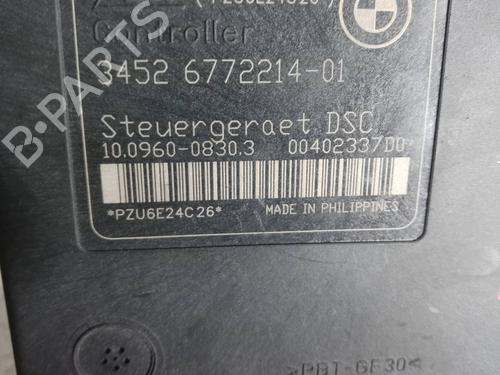 Controller
3452 6772214-01
Steuergeraet DSC
10.0960-0830.3 00402337D0
*PZU6E24C26* MADE IN PHILIPPINES
>PBT-GF30<
B-PARTS